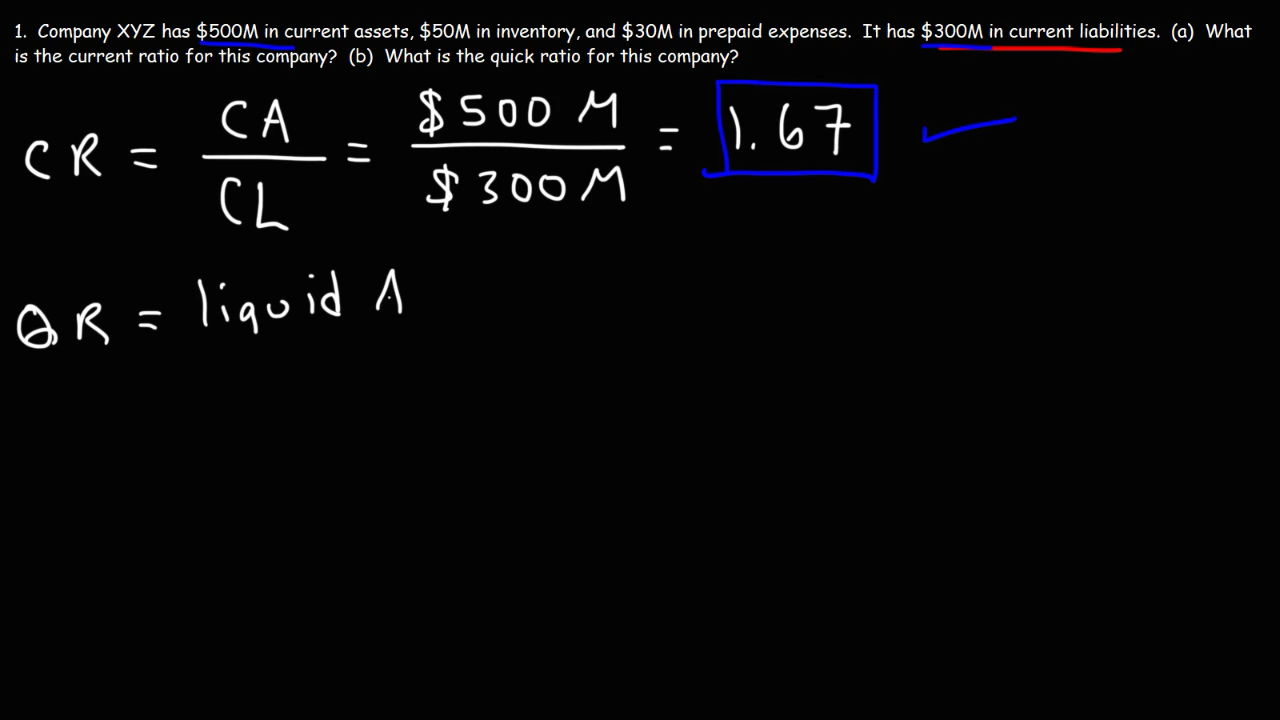 1. Company XYZ has $500M in current assets, $50M in inventory, and $30M in prepaid expenses. It has $300M in current liabilities. (a) What
is the current ratio for this company? (b) What is the quick ratio for this company?
CR = CA / CL = $500 M / $300 M = 1.67
QR = liquid A